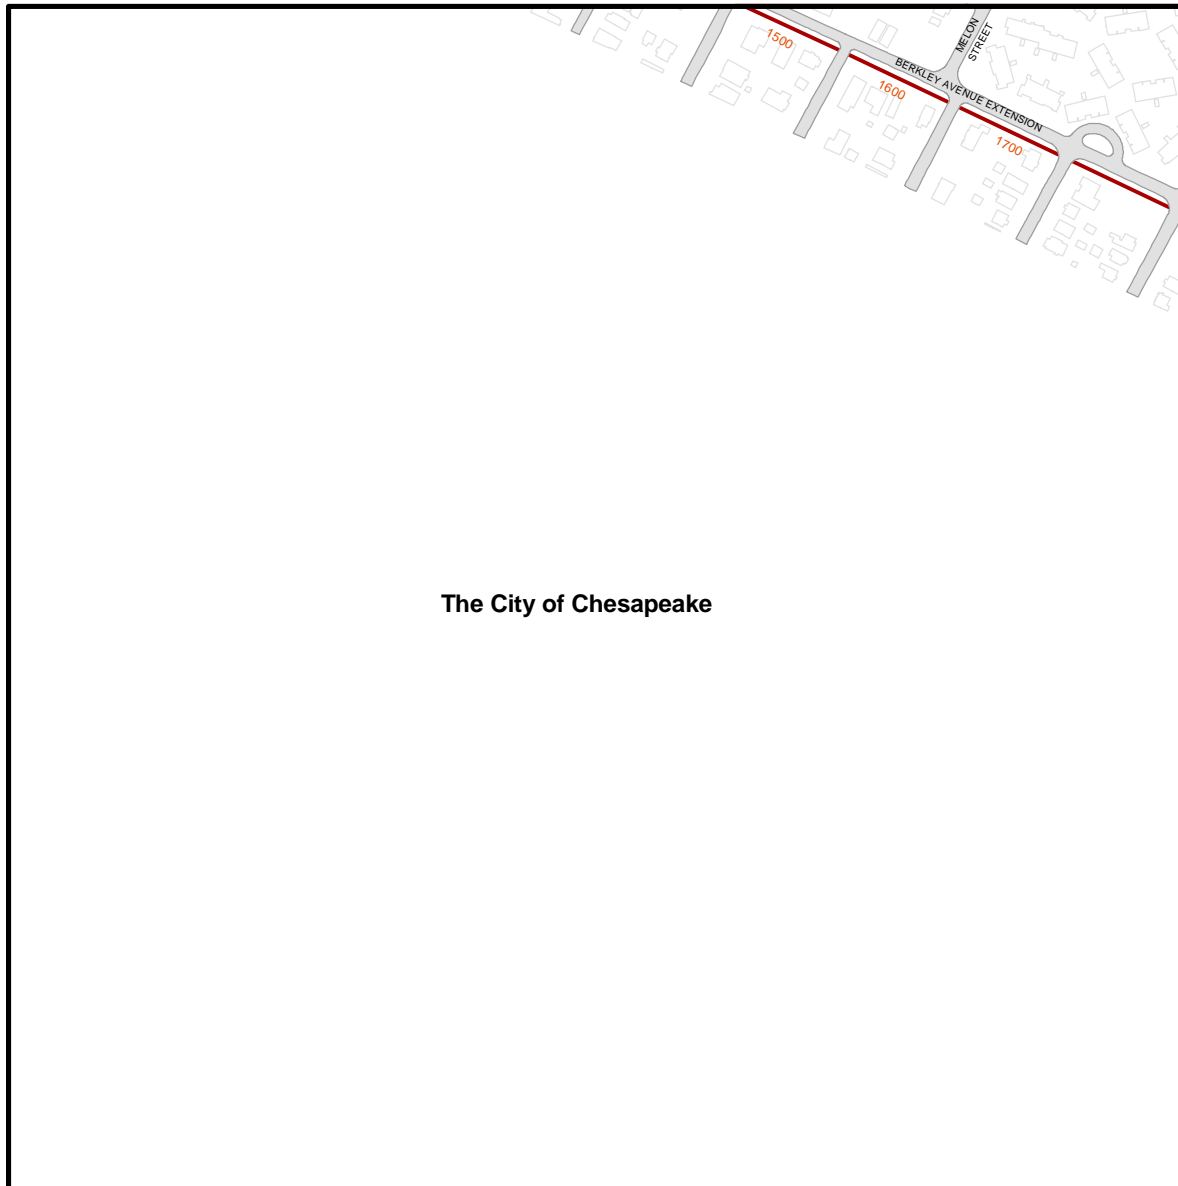 1500
MELON
STREET
BERKLEY AVENUE EXTENSION
1600
1700
The City of Chesapeake